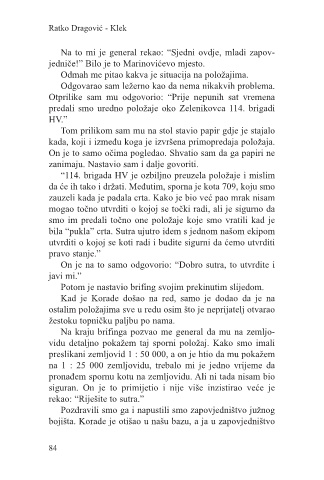 Ratko Dragović - Klek
Na to mi je general rekao: “Sjedni ovdje, mladi zapov-
jedniče!” Bilo je to Marinovićevo mjesto.
Odmah me pitao kakva je situacija na položajima.
Odgovarao sam ležerno kao da nema nikakvih problema.
Otprilike sam mu odgovorio: “Prije nepunih sat vremena
predali smo uredno položaje oko Zelenikovca 114. brigadi
HV.”
Tom prilikom sam mu na stol stavio papir gdje je stajalo
kada, koji i između koga je izvršena primopredaja položaja.
On je to samo očima pogledao. Shvatio sam da ga papiri ne
zanimaju. Nastavio sam i dalje govoriti.
“114. brigada HV je ozbiljno preuzela položaje i mislim
da će ih tako i držati. Međutim, sporna je kota 709, koju smo
zauzeli kada je padala crta. Kako je bio već pao mrak nisam
mogao točno utvrditi o kojoj se točki radi, ali je sigurno da
smo im predali točno one položaje koje smo vratili kad je
bila “pukla” crta. Sutra ujutro idem s jednom našom ekipom
utvrditi o kojoj se koti radi i budite sigurni da ćemo utvrditi
pravo stanje.”
On je na to samo odgovorio: “Dobro sutra, to utvrdite i
javi mi.”
Potom je nastavio brifing svojim prekinutim slijedom.
Kad je Korade došao na red, samo je dodao da je na
ostalim položajima sve u redu osim što je neprijatelj otvarao
žestoku topničku paljbu po nama.
Na kraju brifinga pozvao me general da mu na zemljo-
vidu detaljno pokažem taj sporni položaj. Kako smo imali
preslikani zemljovid 1 : 50 000, a on je htio da mu pokažem
na 1 : 25 000 zemljovidu, trebalo mi je jedno vrijeme da
pronađem spornu kotu na zemljovidu. Ali ni tada nisam bio
siguran. On je to primijetio i nije više inzistirao veće je
rekao: “Riješite to sutra.”
Pozdravili smo ga i napustili smo zapovjedništvo južnog
bojišta. Korade je otišao u našu bazu, a ja u zapovjedništvo
84